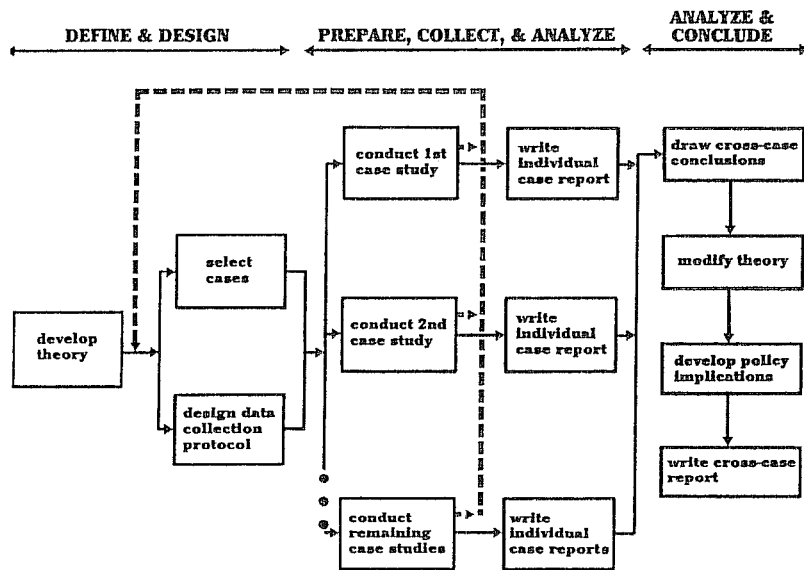 DEFINE & DESIGN
PREPARE, COLLECT, & ANALYZE
ANALYZE &
CONCLUDE
develop
theory
select
cases
design data
collection
protocol
conduct 1st
case study
write
individual
case report
conduct 2nd
case study
write
individual
case report
conduct
remaining
case studies
write
individual
case reports
draw cross-case
conclusions
modify theory
develop policy
implications
write cross-case
report